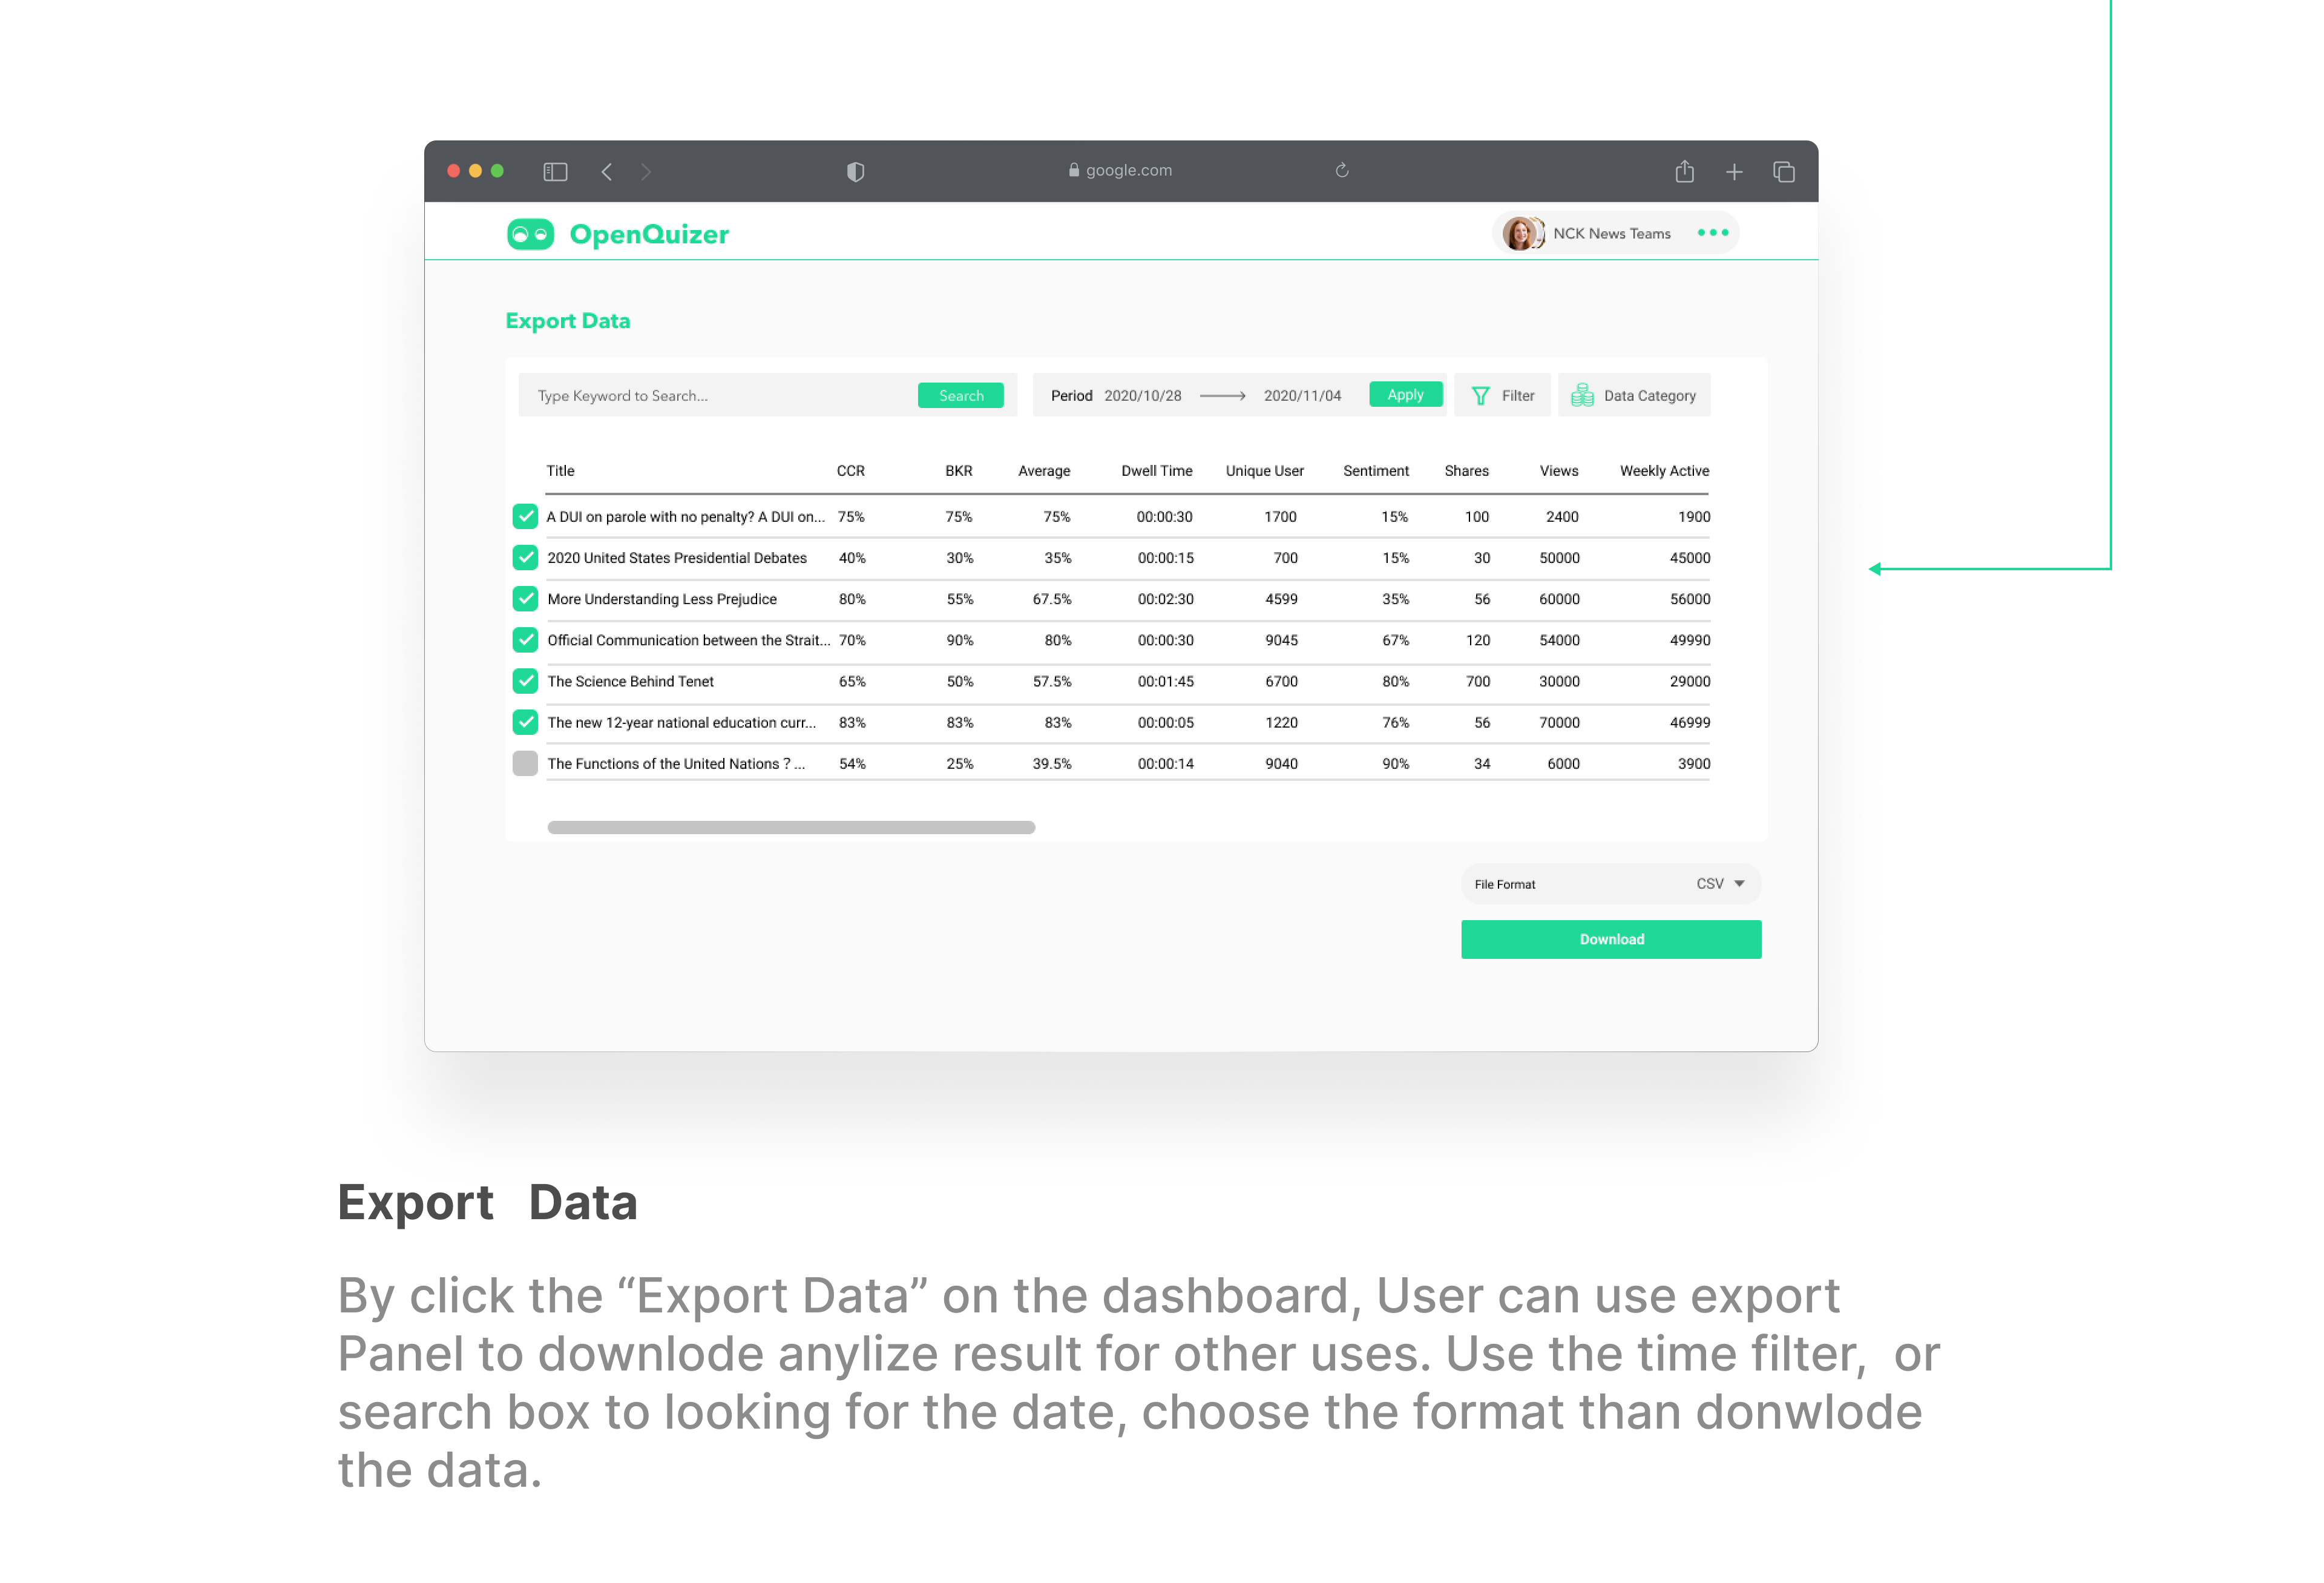 google.com
OpenQuizer
NCK News Teams
Export Data
Type Keyword to Search... Search Period 2020/10/28 2020/11/04 Apply Filter Data Category
Title CCR BKR Average Dwell Time Unique User Sentiment Shares Views Weekly Active
A DUI on parole with no penalty? A DUI on... 75% 75% 75% 00:00:30 1700 15% 100 2400 1900
2020 United States Presidential Debates 40% 30% 35% 00:00:15 700 15% 30 50000 45000
More Understanding Less Prejudice 80% 55% 67.5% 00:02:30 4599 35% 56 60000 56000
Official Communication between the Strait... 70% 90% 80% 00:00:30 9045 67% 120 54000 49990
The Science Behind Tenet 65% 50% 57.5% 00:01:45 6700 80% 700 30000 29000
The new 12-year national education curr... 83% 83% 83% 00:00:05 1220 76% 56 70000 46999
The Functions of the United Nations？... 54% 25% 39.5% 00:00:14 9040 90% 34 6000 3900
File Format CSV
Download
Export Data
By click the “Export Data” on the dashboard, User can use export
Panel to downlode anylize result for other uses. Use the time filter, or
search box to looking for the date, choose the format than donwlode
the data.